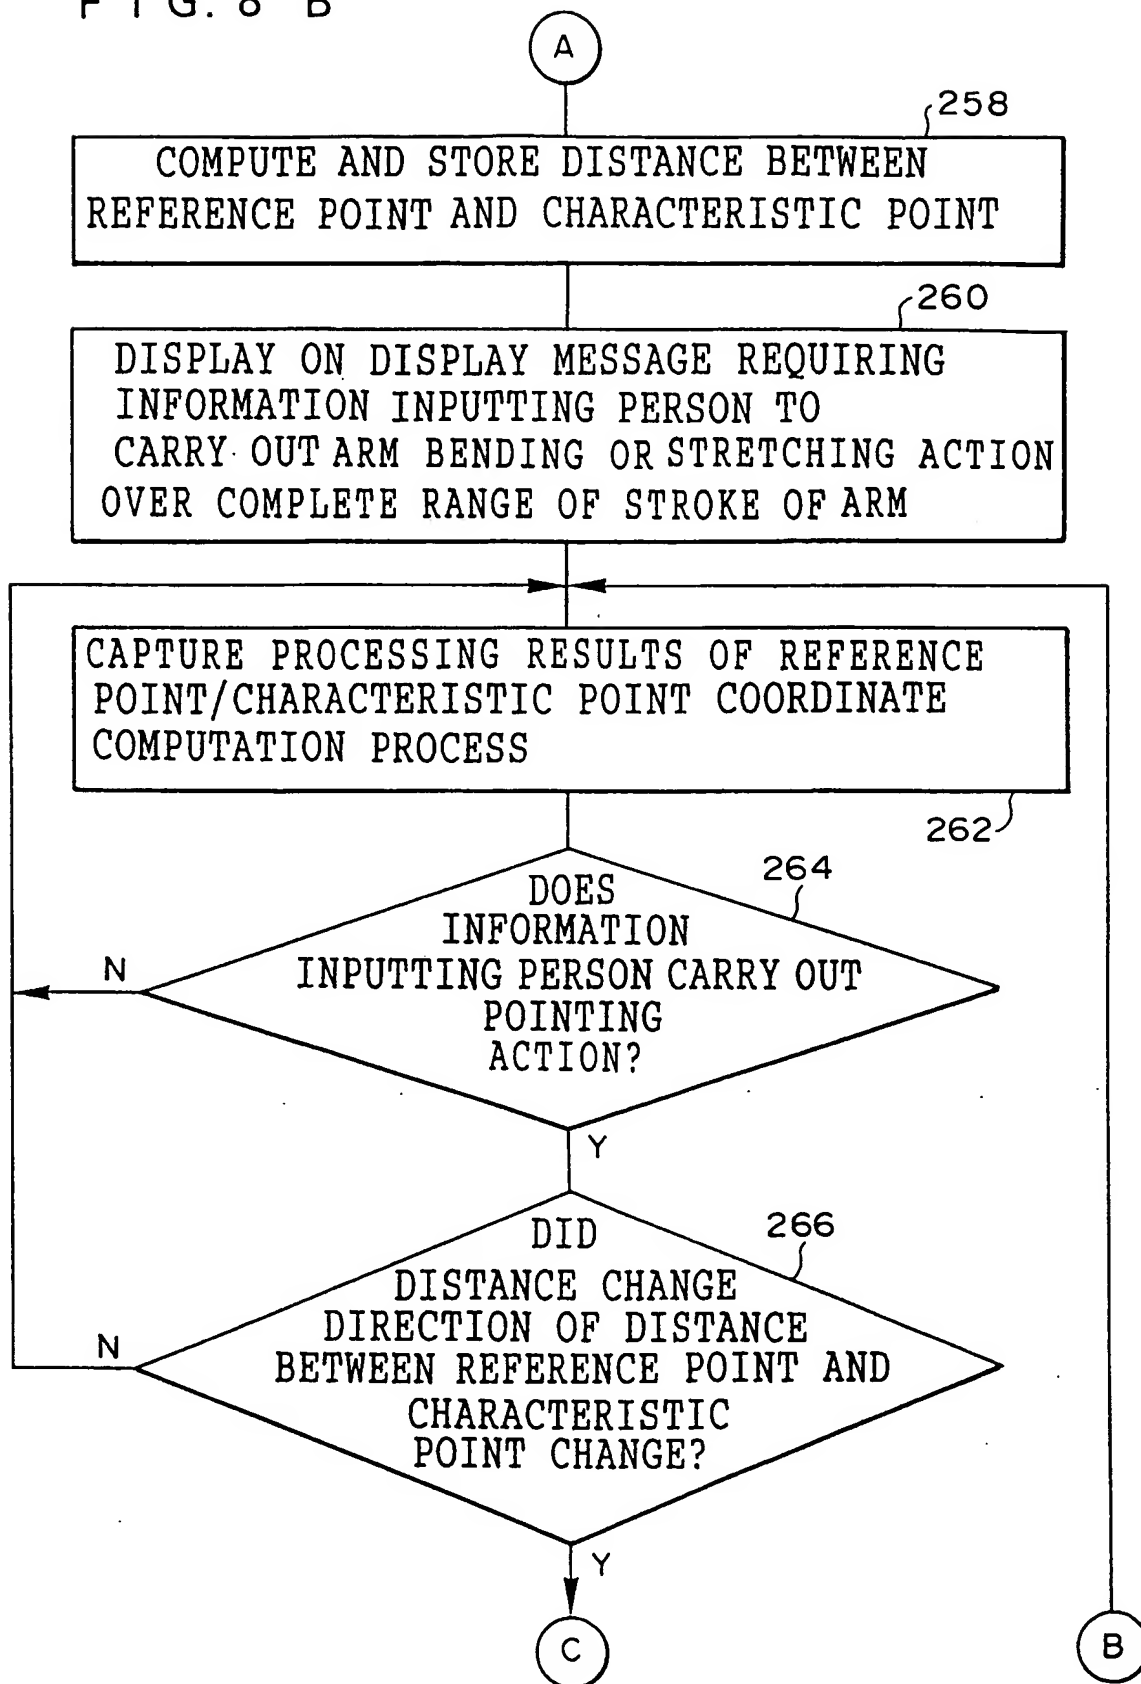 FIG. 8 B
A
258
COMPUTE AND STORE DISTANCE BETWEEN
REFERENCE POINT AND CHARACTERISTIC POINT
260
DISPLAY ON DISPLAY MESSAGE REQUIRING
INFORMATION INPUTTING PERSON TO
CARRY OUT ARM BENDING OR STRETCHING ACTION
OVER COMPLETE RANGE OF STROKE OF ARM
CAPTURE PROCESSING RESULTS OF REFERENCE
POINT/CHARACTERISTIC POINT COORDINATE
COMPUTATION PROCESS
262
264
DOES
INFORMATION
INPUTTING PERSON CARRY OUT
POINTING
ACTION?
N
Y
266
DID
DISTANCE CHANGE
DIRECTION OF DISTANCE
BETWEEN REFERENCE POINT AND
CHARACTERISTIC
POINT CHANGE?
N
Y
C
B